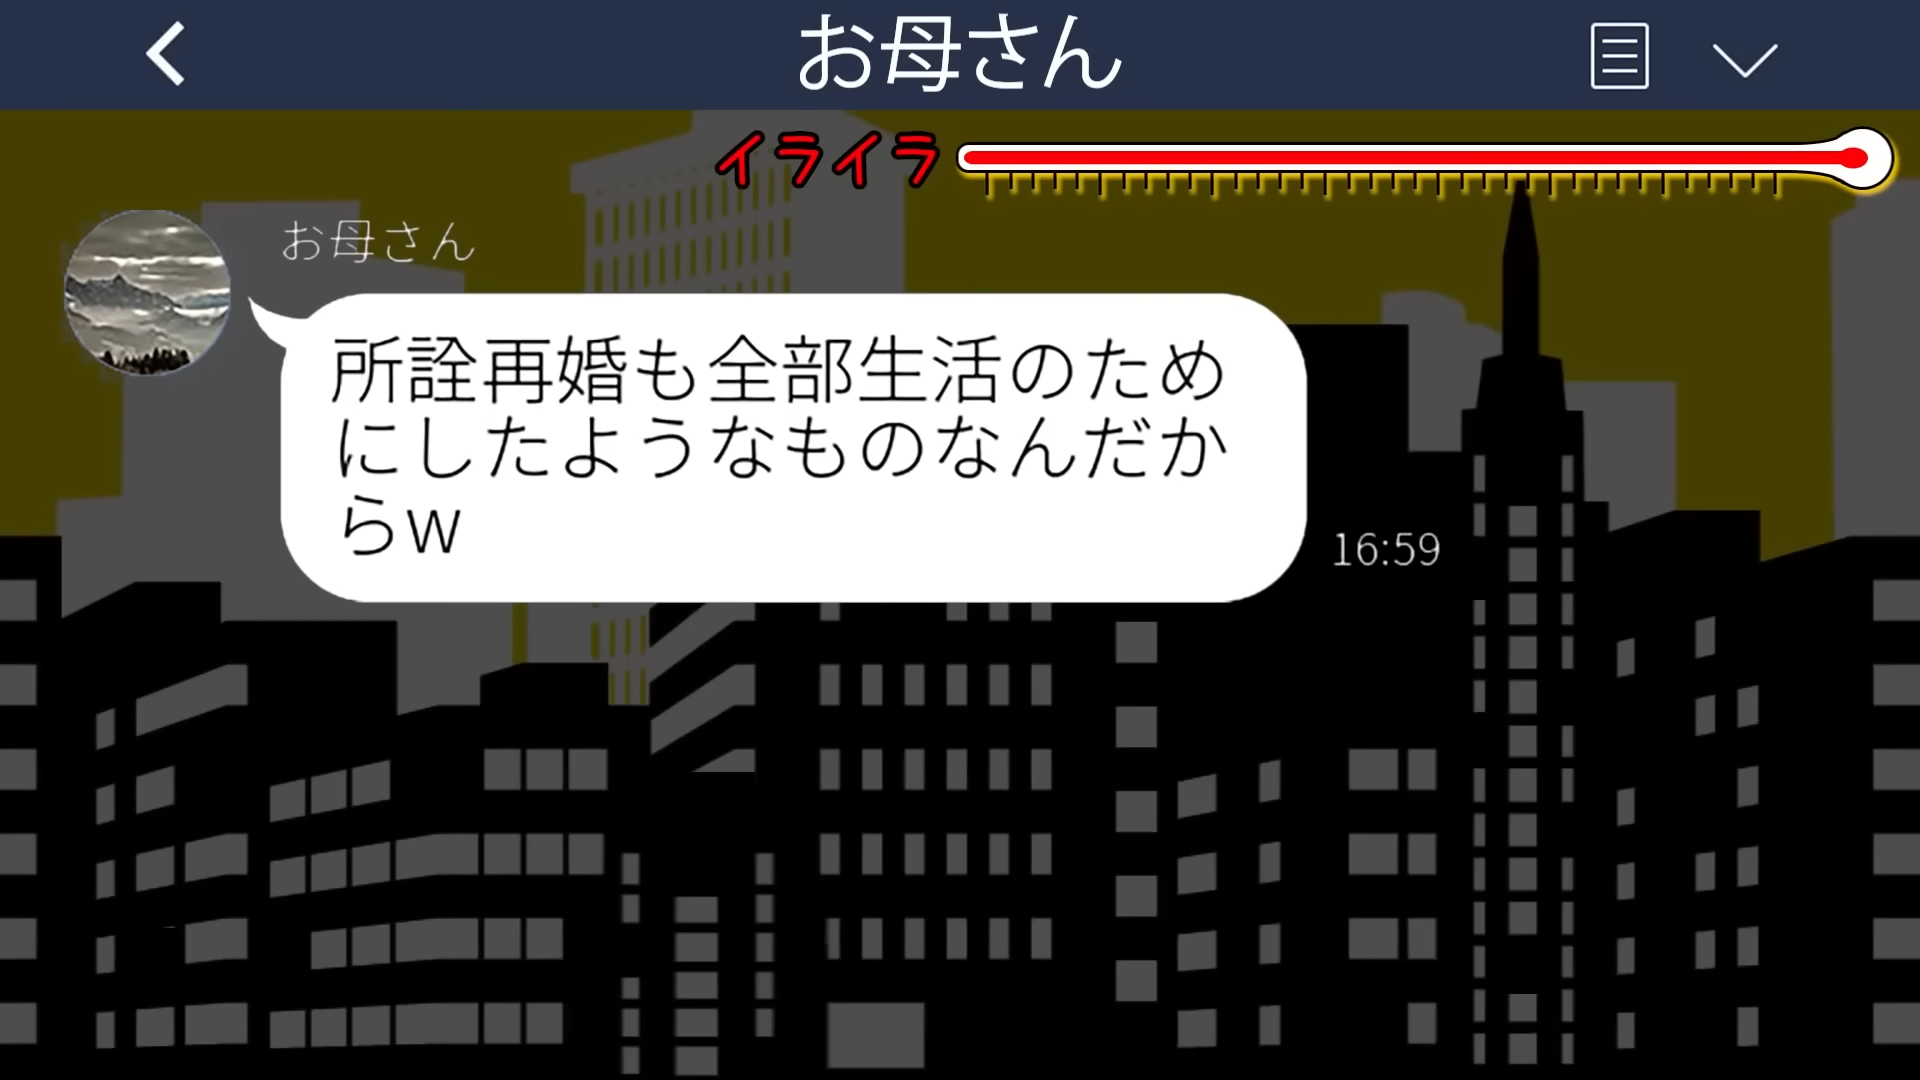 お母さん
イライラ
お母さん
所詮再婚も全部生活のため
にしたようなものなんだか
らw
16:59